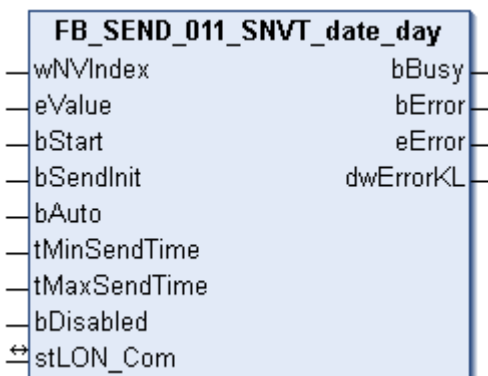 FB_SEND_011_SNVT_date_day
wNVIndex bBusy
eValue bError
bStart eError
bSendInit dwErrorKL
bAuto
tMinSendTime
tMaxSendTime
bDisabled
stLON_Com